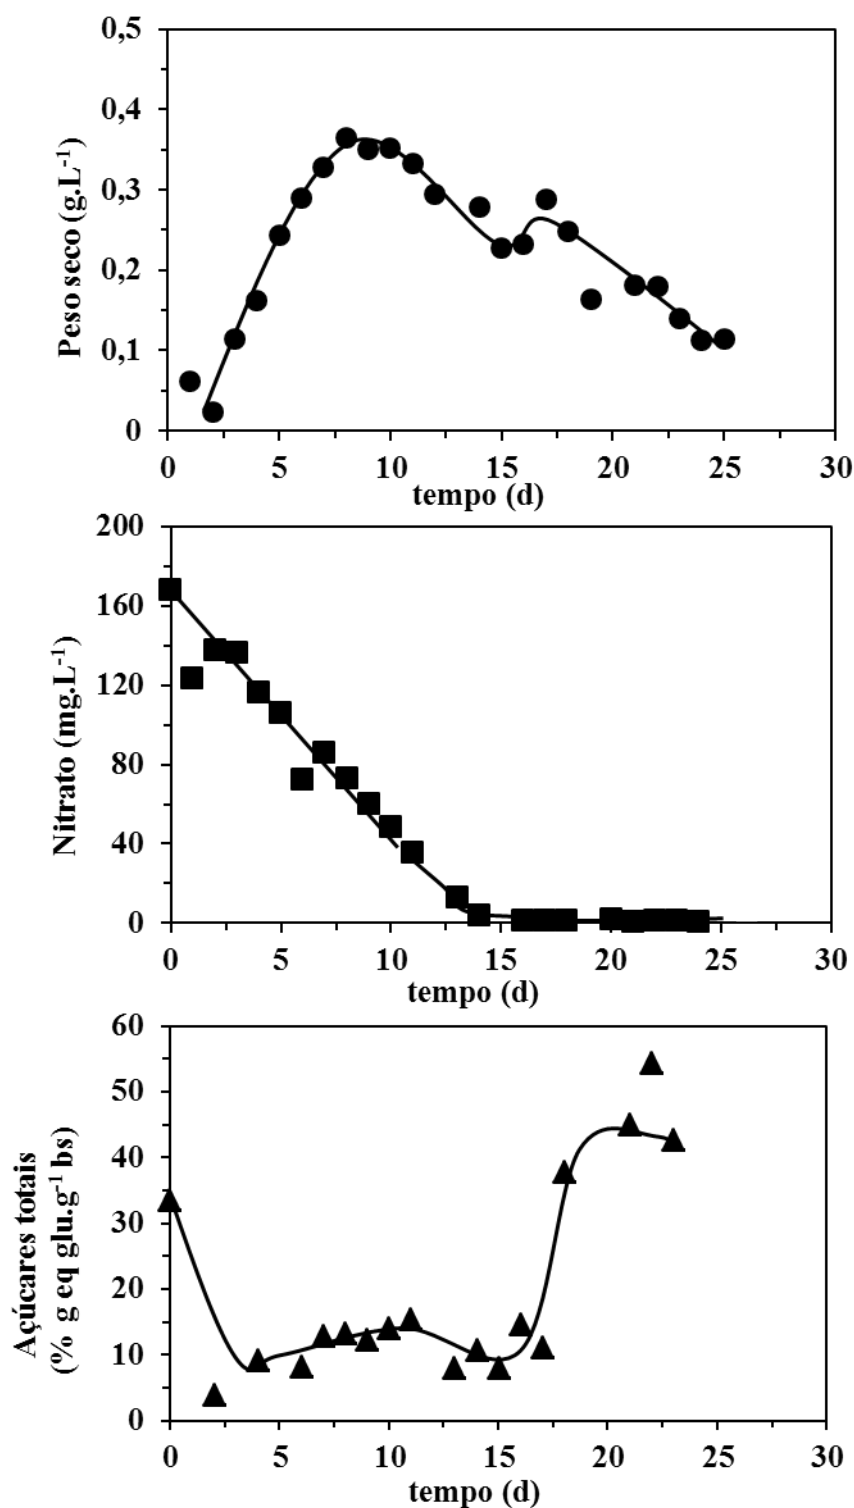 0,5
0,4
0,3
0,2
0,1
0
Peso seco (g.L⁻¹)
0 5 10 15 20 25 30
tempo (d)
200
160
120
80
40
0
Nitrato (mg.L⁻¹)
0 5 10 15 20 25 30
tempo (d)
60
50
40
30
20
10
0
Açúcares totais
(% g eq glu.g⁻¹ bs)
0 5 10 15 20 25 30
tempo (d)